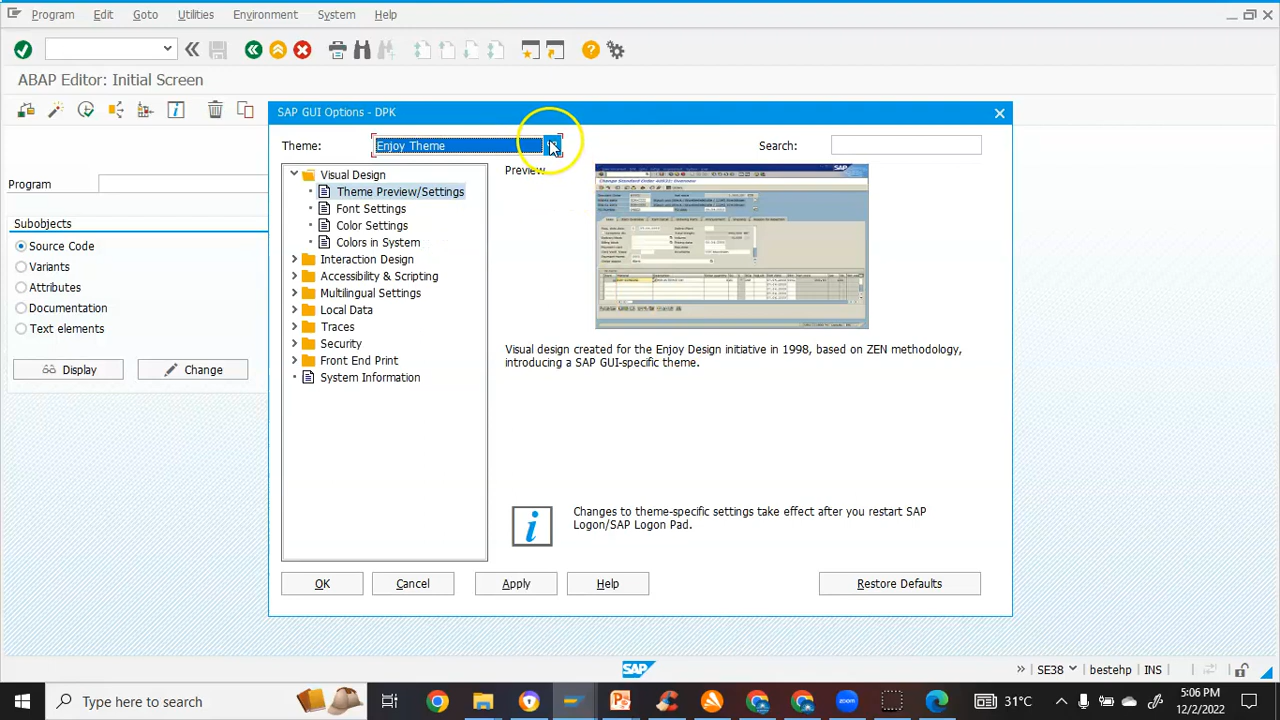 Program Edit Goto Utilities Environment System Help
ABAP Editor: Initial Screen
SAP GUI Options - DPK
Theme: Enjoy Theme Search:
Program
Subobjects
Source Code
Variants
Attributes
Documentation
Text elements
Display Change
Visual Design
Theme Preview/Settings
Font Settings
Color Settings
Colors in System
Interaction Design
Accessibility & Scripting
Multilingual Settings
Local Data
Traces
Security
Front End Print
System Information
Preview
SAP
Visual design created for the Enjoy Design initiative in 1998, based on ZEN methodology,
introducing a SAP GUI-specific theme.
Changes to theme-specific settings take effect after you restart SAP
Logon/SAP Logon Pad.
OK Cancel Apply Help Restore Defaults
SAP
SE38 bestehp INS
Type here to search
zoom
31°C
5:06 PM
12/2/2022